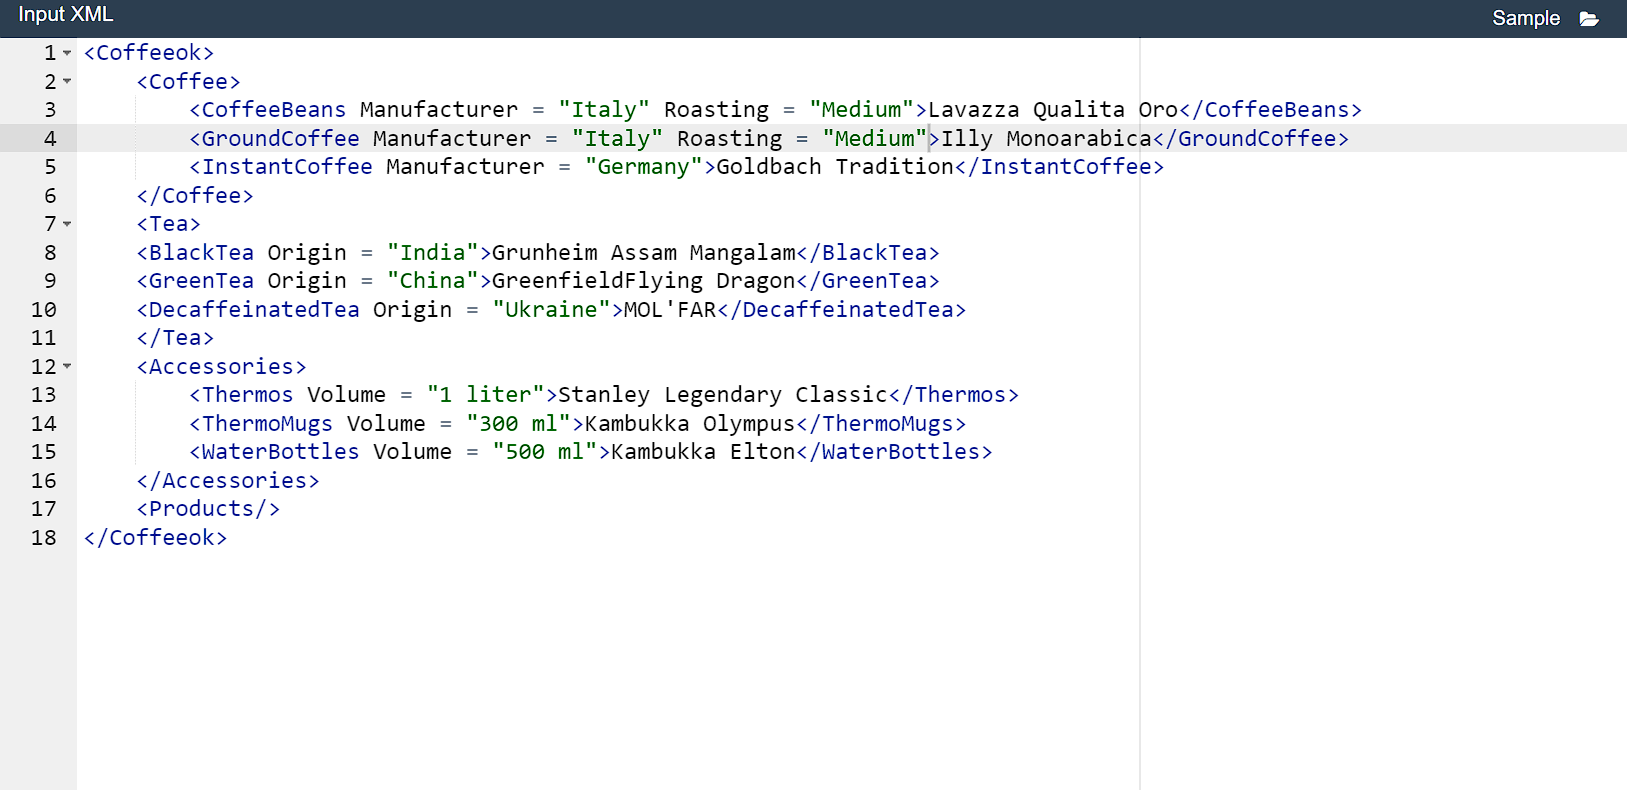 Input XML
Sample
1 <Coffeeok>
2 <Coffee>
3 <CoffeeBeans Manufacturer = "Italy" Roasting = "Medium">Lavazza Qualita Oro</CoffeeBeans>
4 <GroundCoffee Manufacturer = "Italy" Roasting = "Medium">Illy Monoarabica</GroundCoffee>
5 <InstantCoffee Manufacturer = "Germany">Goldbach Tradition</InstantCoffee>
6 </Coffee>
7 <Tea>
8 <BlackTea Origin = "India">Grunheim Assam Mangalam</BlackTea>
9 <GreenTea Origin = "China">GreenfieldFlying Dragon</GreenTea>
10 <DecaffeinatedTea Origin = "Ukraine">MOL'FAR</DecaffeinatedTea>
11 </Tea>
12 <Accessories>
13 <Thermos Volume = "1 liter">Stanley Legendary Classic</Thermos>
14 <ThermoMugs Volume = "300 ml">Kambukka Olympus</ThermoMugs>
15 <WaterBottles Volume = "500 ml">Kambukka Elton</WaterBottles>
16 </Accessories>
17 <Products/>
18 </Coffeeok>